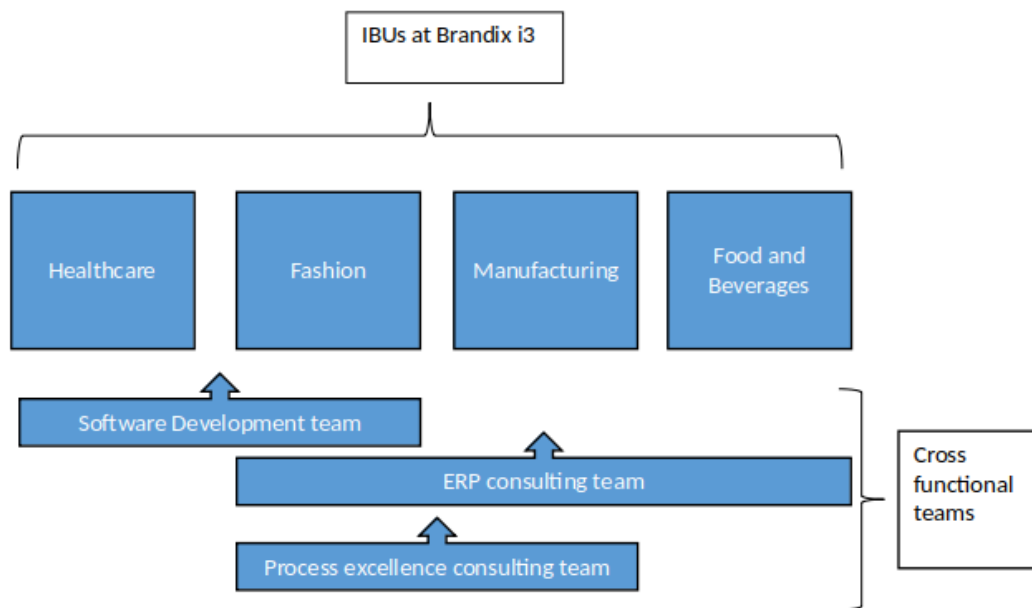 IBUs at Brandix i3
Healthcare
Fashion
Manufacturing
Food and
Beverages
Software Development team
ERP consulting team
Process excellence consulting team
Cross
functional
teams